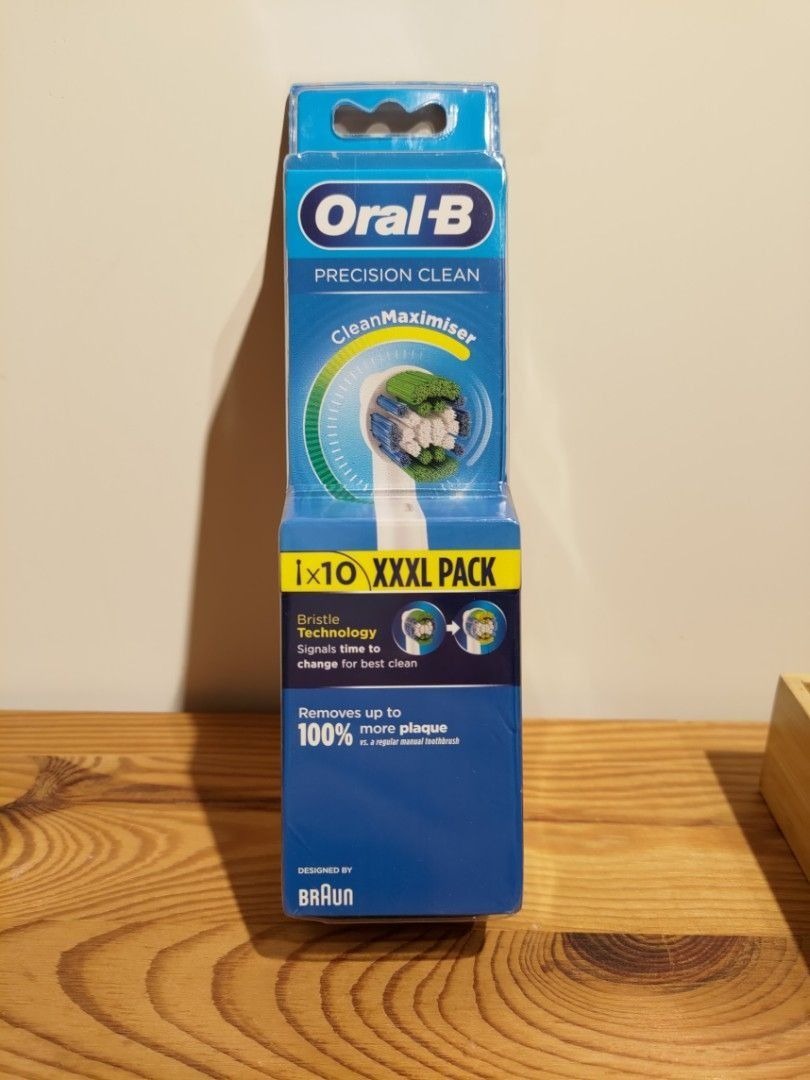 Oral-B
PRECISION CLEAN
CleanMaximiser
x10 XXXL PACK
Bristle
Technology
Signals time to
change for best clean
Removes up to
100% more plaque
vs. a regular manual toothbrush
DESIGNED BY
BRAUN